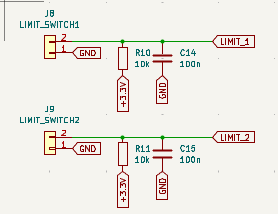 J8
LIMIT_SWITCH1
2
1
GND
R10
10k
C14
100n
LIMIT_1
+3.3V
GND
J9
LIMIT_SWITCH2
2
1
GND
R11
10k
C15
100n
LIMIT_2
+3.3V
GND